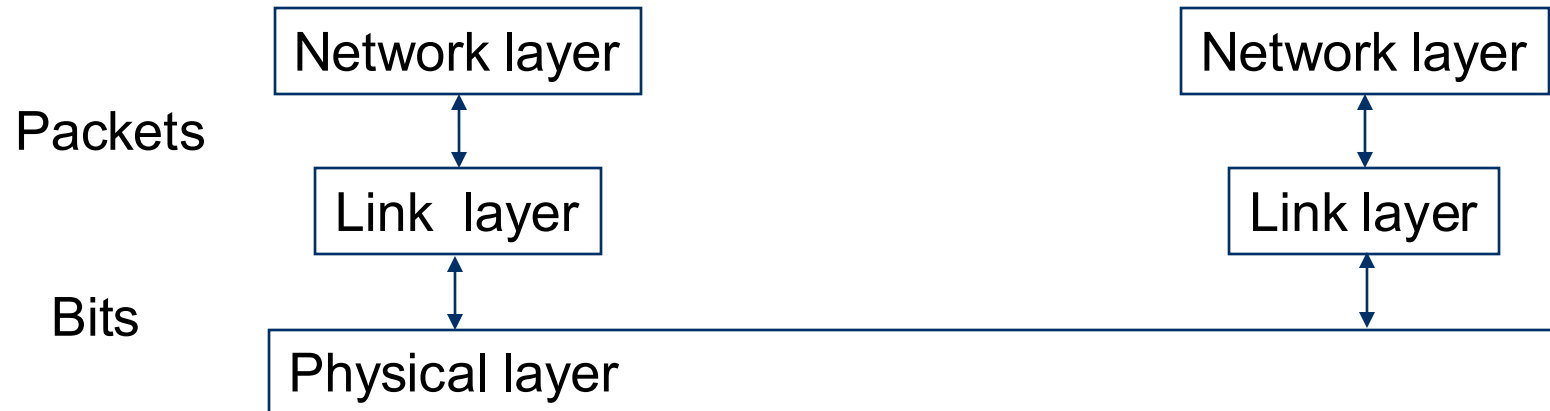 Network layer
Network layer
Packets
Link layer
Link layer
Bits
Physical layer